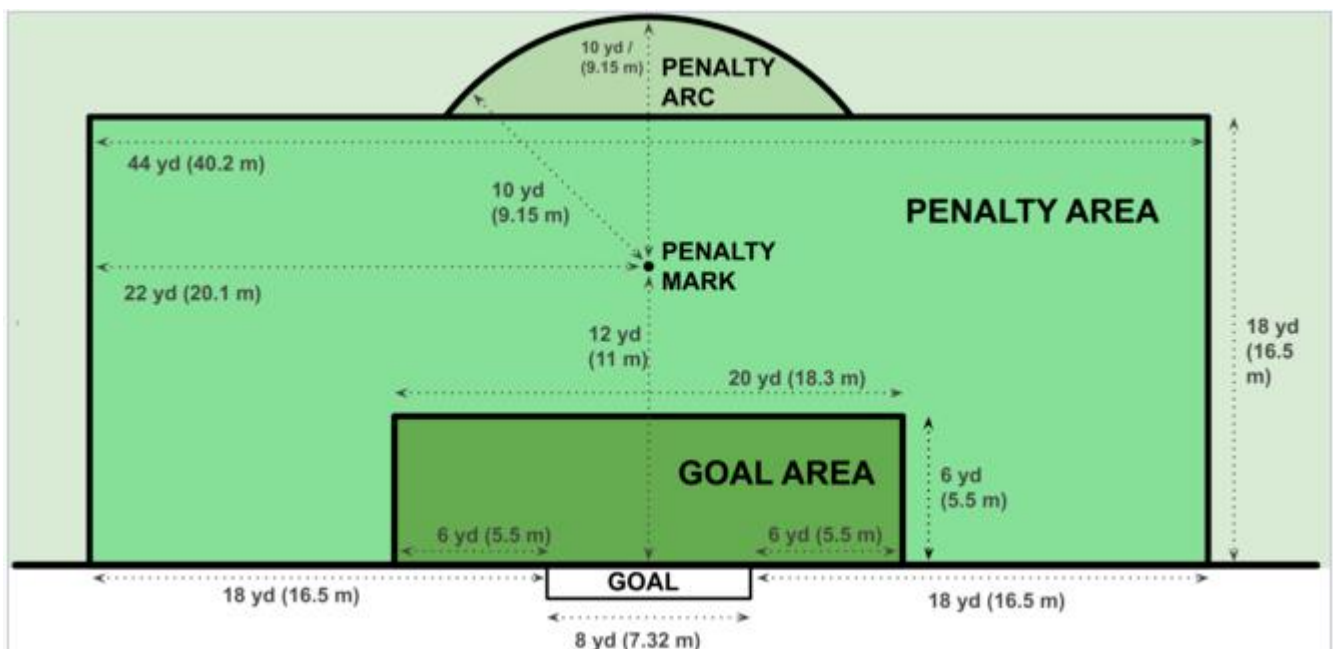 10 yd /
(9.15 m)
PENALTY
ARC
44 yd (40.2 m)
10 yd
(9.15 m)
PENALTY AREA
PENALTY
MARK
22 yd (20.1 m)
12 yd
(11 m)
18 yd
(16.5
m)
20 yd (18.3 m)
GOAL AREA
6 yd
(5.5 m)
6 yd (5.5 m)
6 yd (5.5 m)
GOAL
18 yd (16.5 m)
18 yd (16.5 m)
8 yd (7.32 m)